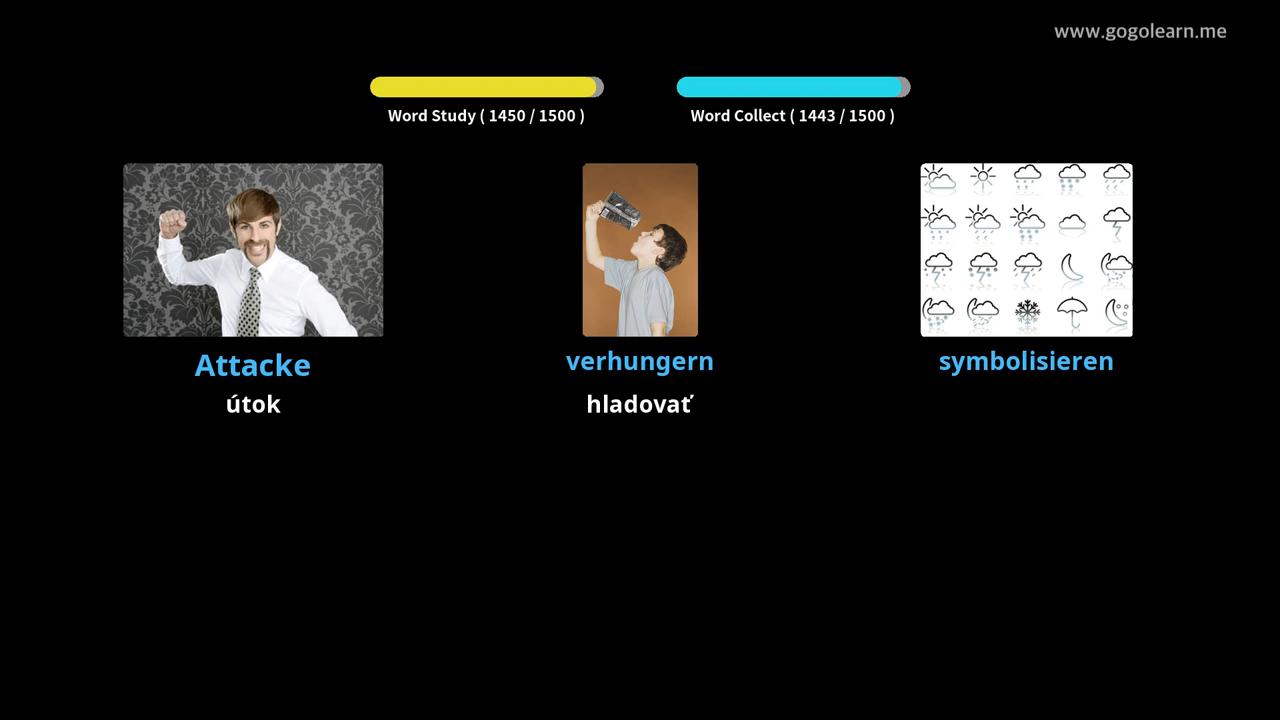 www.gogolearn.me
Word Study ( 1450 / 1500 )
Word Collect ( 1443 / 1500 )
Attacke
verhungern
symbolisieren
útok
hladovať